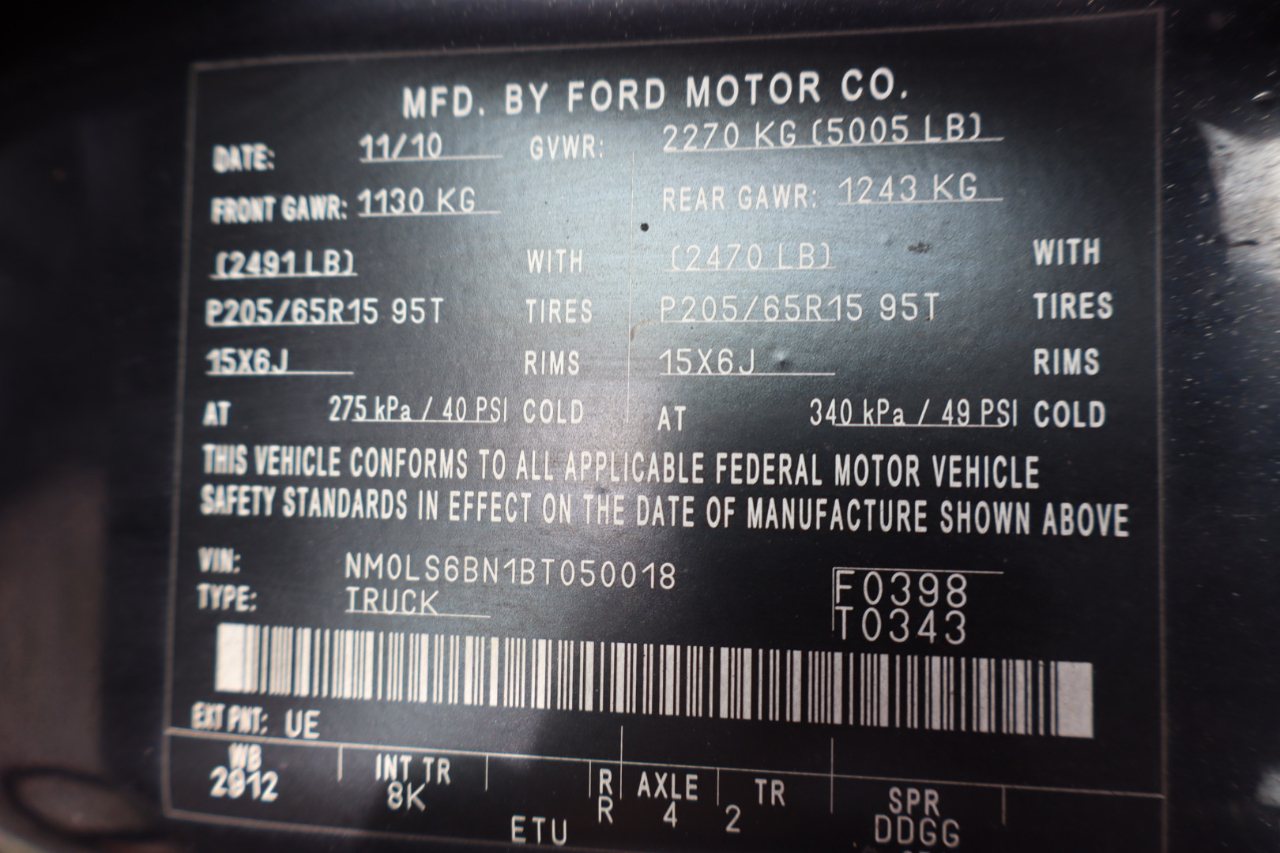 MFD. BY FORD MOTOR CO.
DATE: 11/10 GVWR: 2270 KG (5005 LB)
FRONT GAWR: 1130 KG REAR GAWR: 1243 KG
(2491 LB) WITH (2470 LB) WITH
P205/65R15 95T TIRES P205/65R15 95T TIRES
15X6J RIMS 15X6J RIMS
AT 275 kPa / 40 PSI COLD AT 340 kPa / 49 PSI COLD
THIS VEHICLE CONFORMS TO ALL APPLICABLE FEDERAL MOTOR VEHICLE
SAFETY STANDARDS IN EFFECT ON THE DATE OF MANUFACTURE SHOWN ABOVE
VIN: NM0LS6BN1BT050018
TYPE: TRUCK
F0398
T0343
EXT PNT: UE
WB INT TR R AXLE TR SPR
2912 8K R 4 2 DDGG
ETU